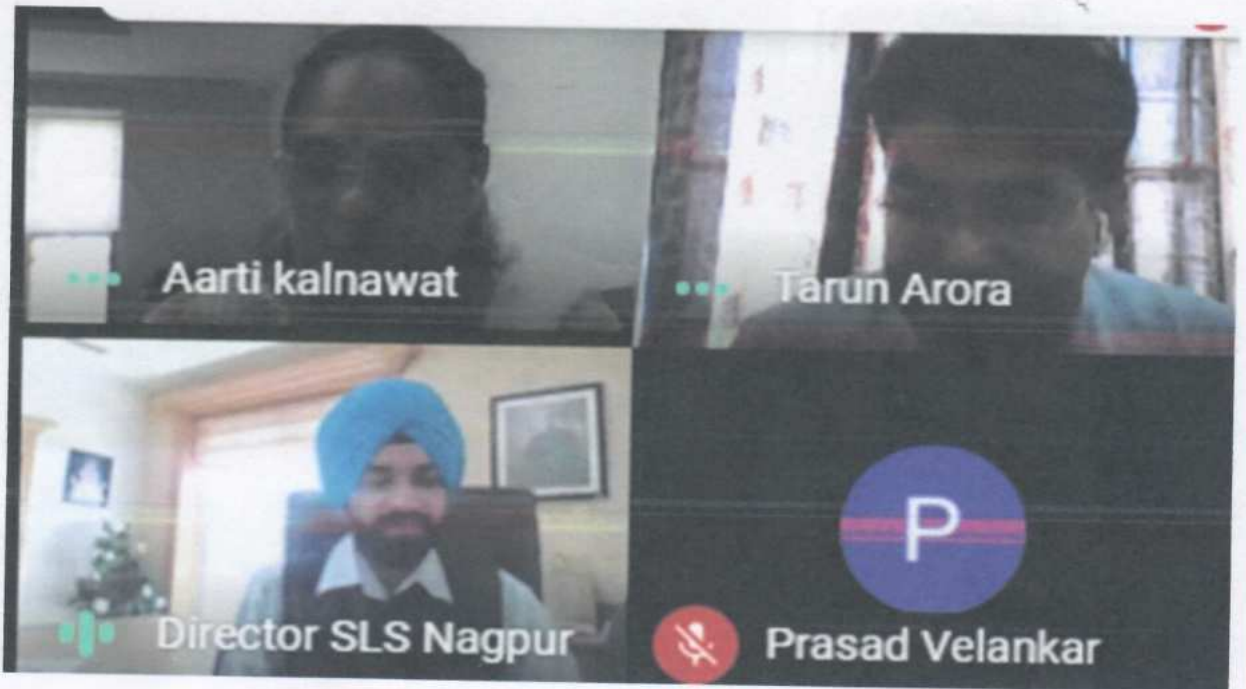 Aarti kalnawat
Tarun Arora
Director SLS Nagpur
P
Prasad Velankar